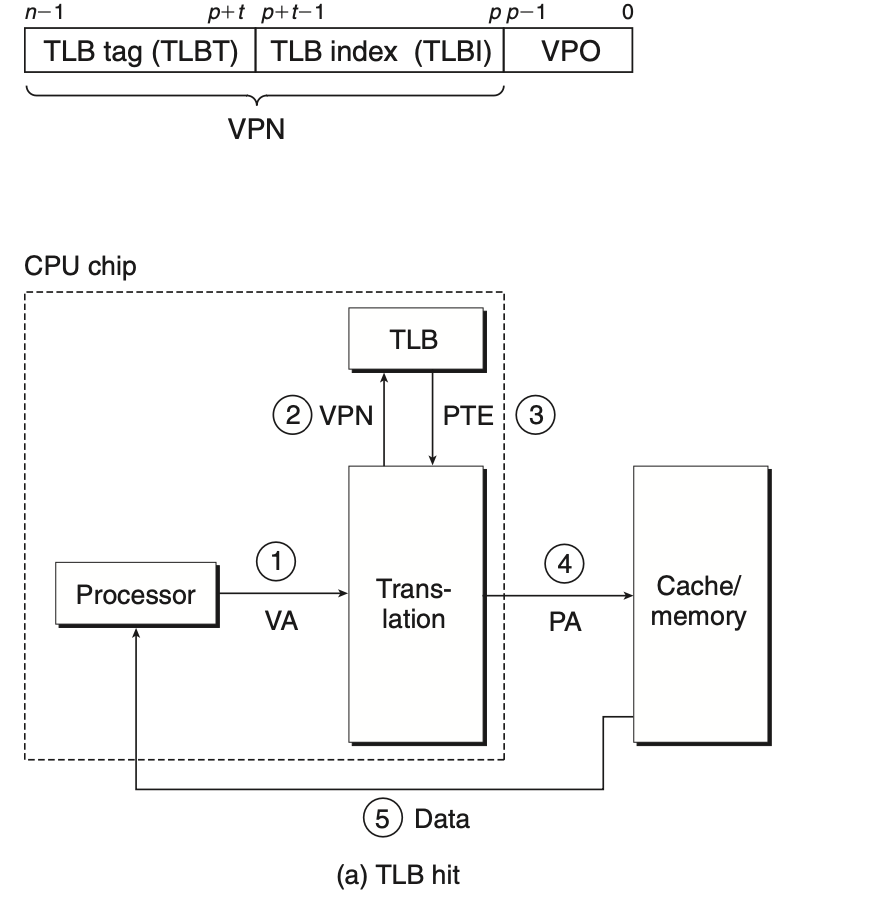 n−1 p+t p+t−1 p p−1 0
TLB tag (TLBT) TLB index (TLBI) VPO
VPN
CPU chip
TLB
2 VPN PTE 3
1
4
Processor
VA
Trans-
lation
PA
Cache/
memory
5 Data
(a) TLB hit